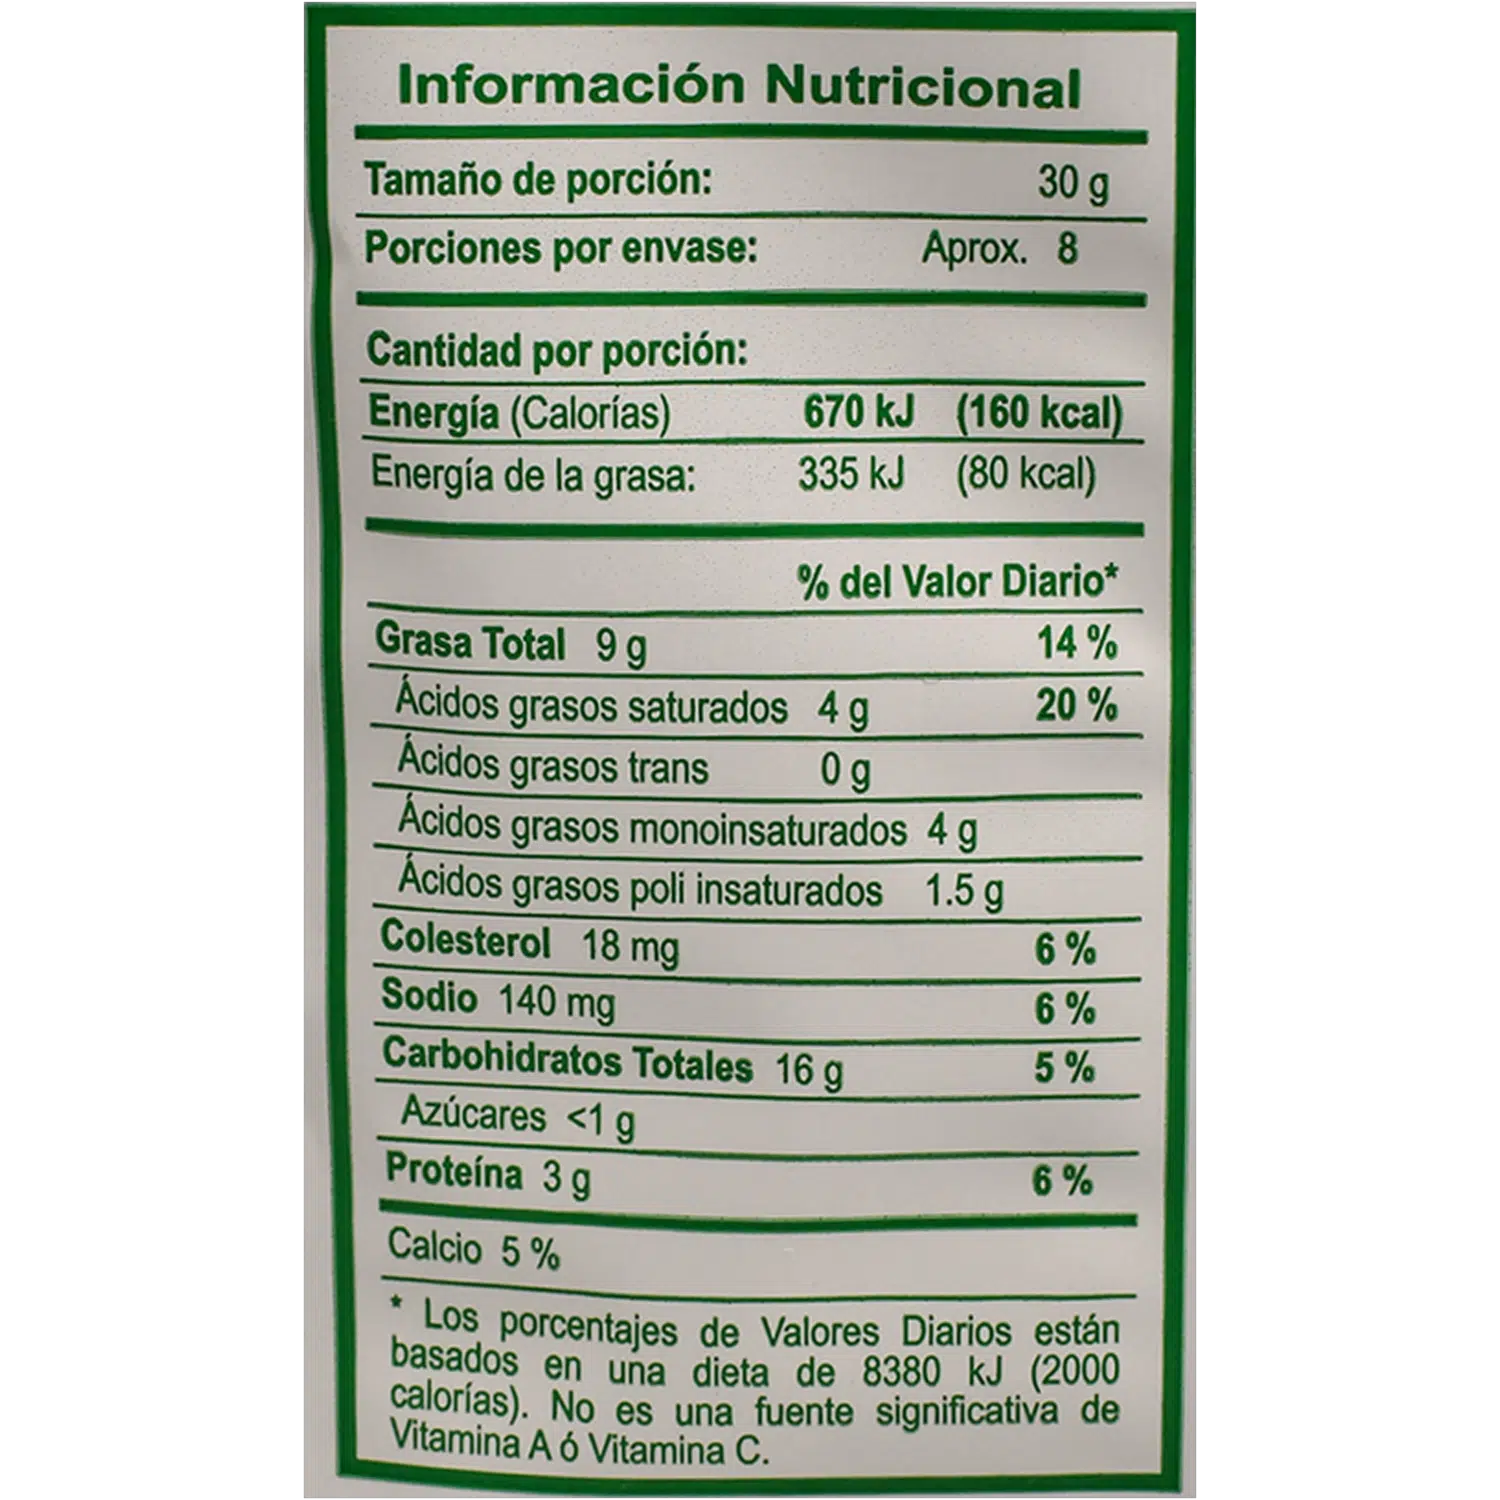 Información Nutricional
Tamaño de porción: 30 g
Porciones por envase: Aprox. 8
Cantidad por porción:
Energía (Calorías) 670 kJ (160 kcal)
Energía de la grasa: 335 kJ (80 kcal)
% del Valor Diario*
Grasa Total 9 g 14 %
Ácidos grasos saturados 4 g 20 %
Ácidos grasos trans 0 g
Ácidos grasos monoinsaturados 4 g
Ácidos grasos poli insaturados 1.5 g
Colesterol 18 mg 6 %
Sodio 140 mg 6 %
Carbohidratos Totales 16 g 5 %
Azúcares <1 g
Proteína 3 g 6 %
Calcio 5 %
* Los porcentajes de Valores Diarios están
basados en una dieta de 8380 kJ (2000
calorías). No es una fuente significativa de
Vitamina A ó Vitamina C.